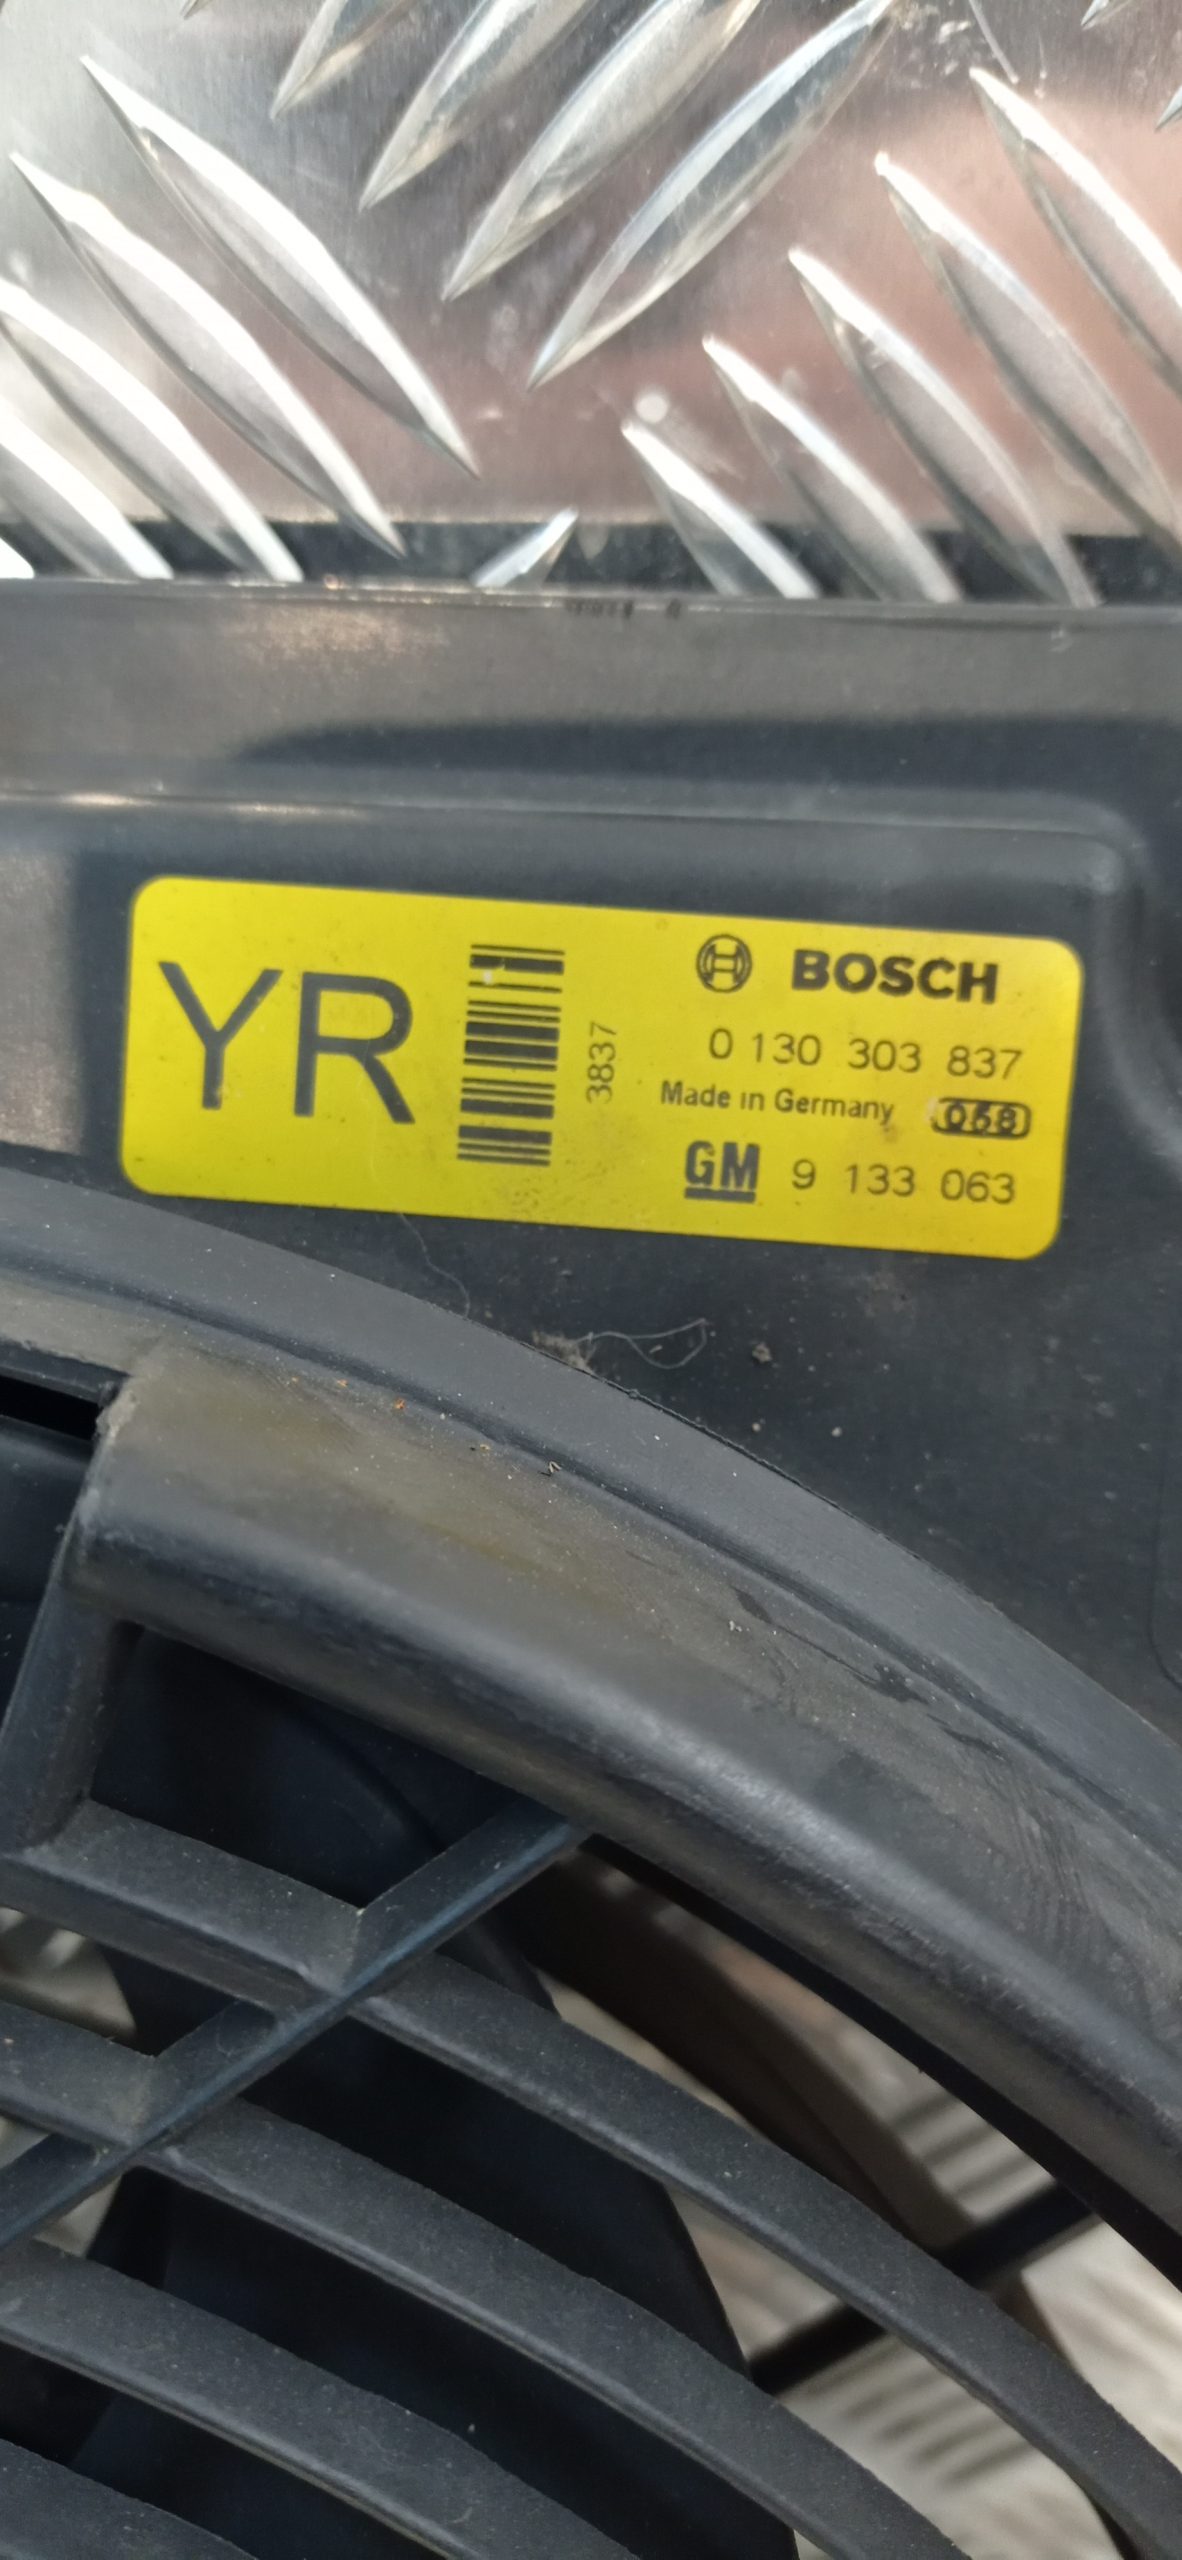 YR
3837
BOSCH
0 130 303 837
Made in Germany 068
GM 9 133 063